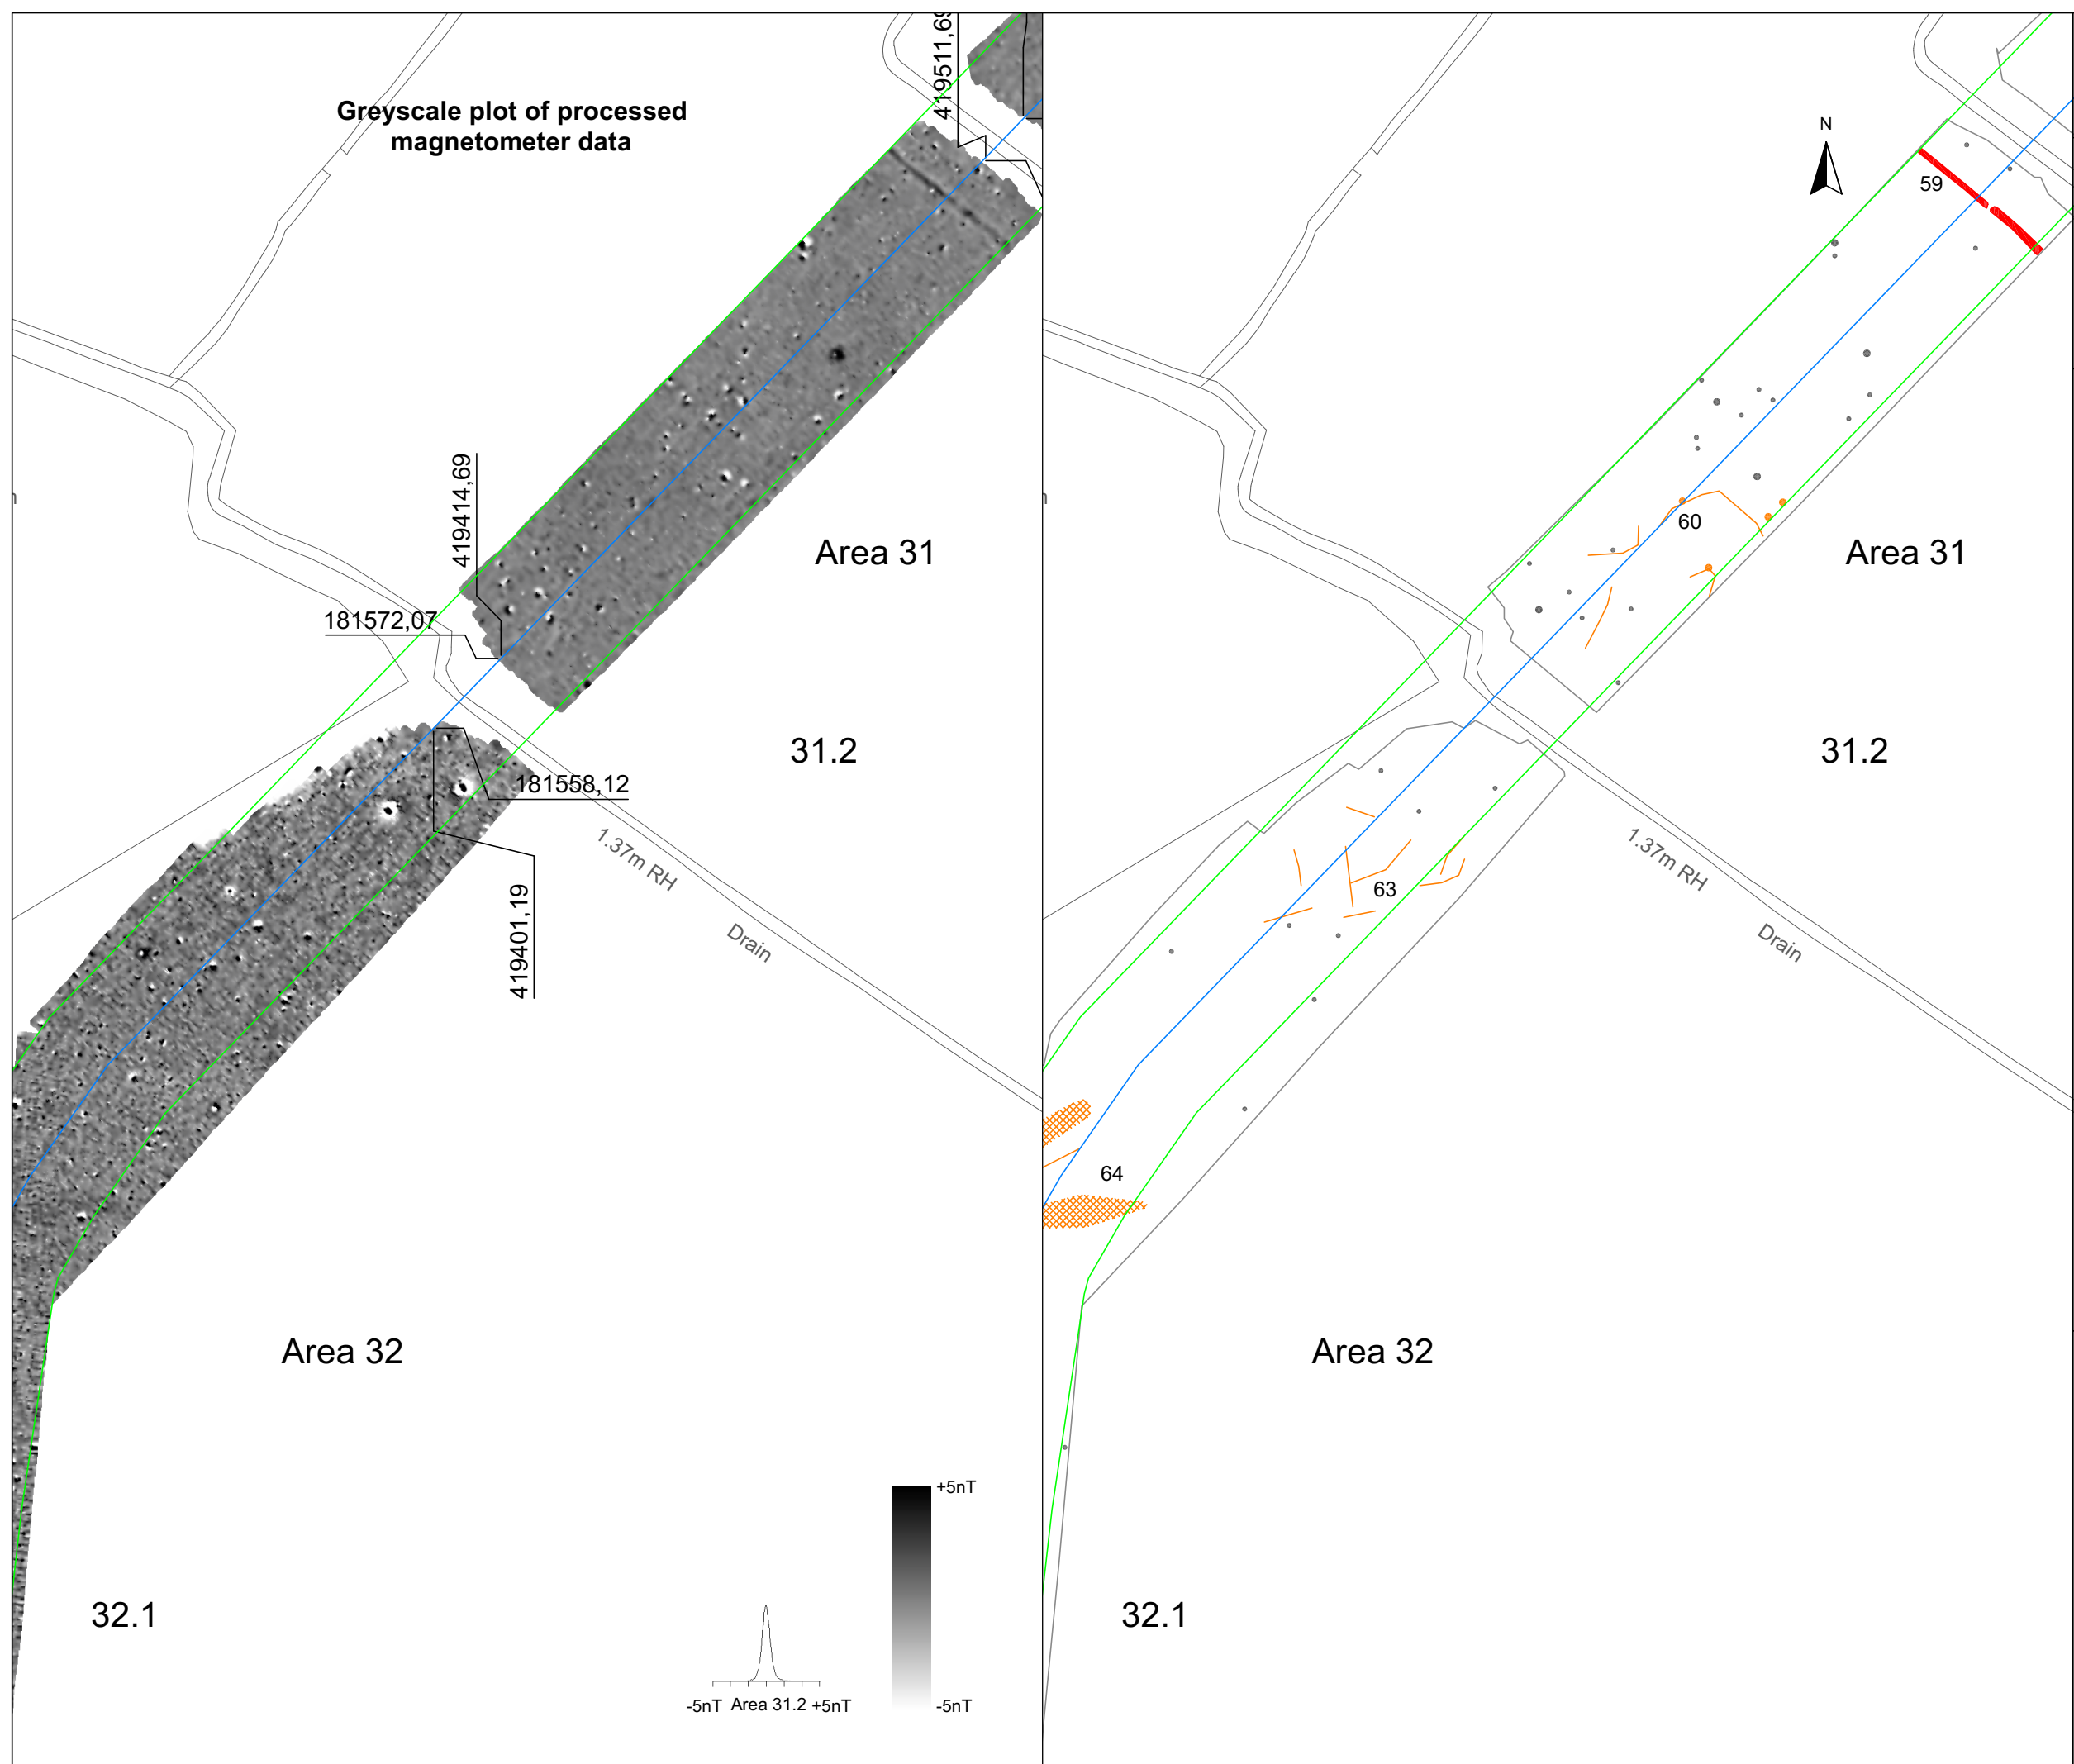 Greyscale plot of processed
magnetometer data
419511,69
419414,69
181572,07
Area 31
31.2
181558,12
419401,19
1.37m RH
Drain
Area 32
32.1
+5nT
-5nT
-5nT Area 31.2 +5nT
N
59
60
Area 31
31.2
63
1.37m RH
Drain
64
Area 32
32.1